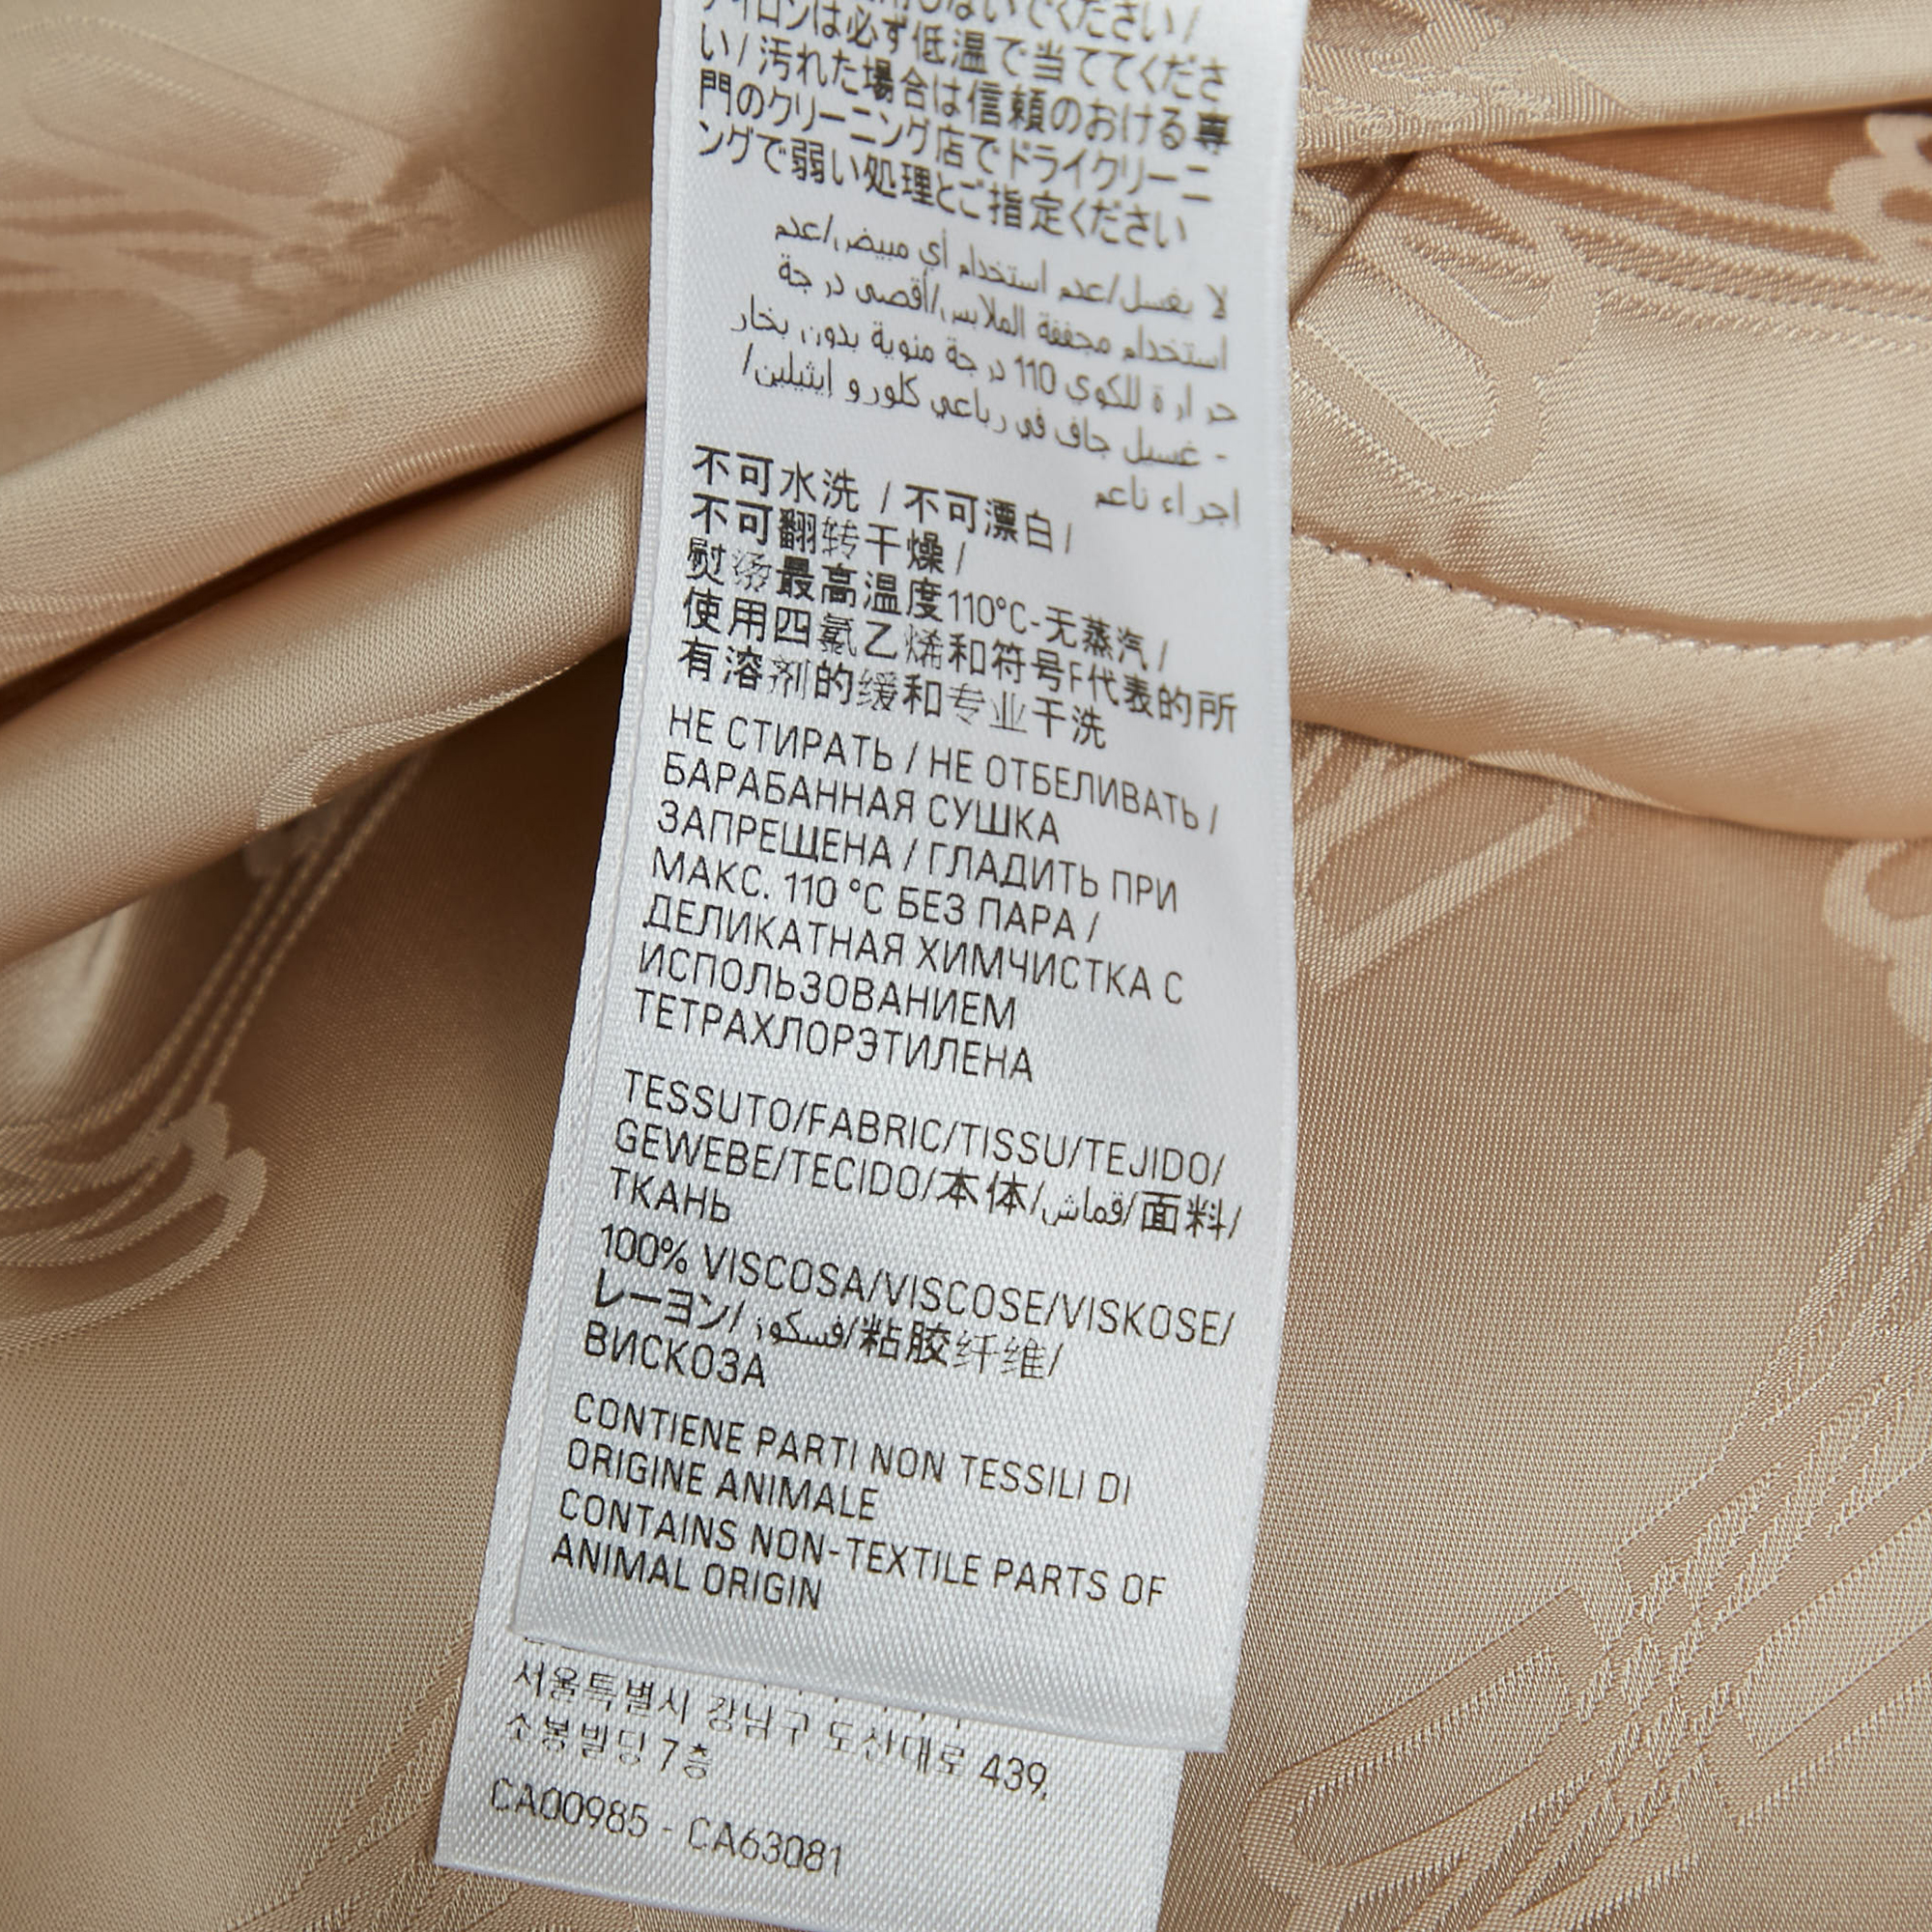 用しないでください/
アイロンは必ず低温で当ててくださ
い/汚れた場合は信頼のおける専
門のクリーニング店でドライクリーニ
ングで弱い処理とご指定ください
لا يغسل/عدم استخدام أي مبيض/عدم
استخدام مجففة الملابس/أقصى درجة
حرارة للكوي 110 درجة مئوية بدون بخار
- غسيل جاف في رباعي كلورو إيثيلين/
اجراء ناعم
不可水洗 / 不可漂白/
不可翻转干燥/
熨烫最高温度110°C-无蒸汽/
使用四氯乙烯和符号F代表的所
有溶剂的缓和专业干洗
НЕ СТИРАТЬ / НЕ ОТБЕЛИВАТЬ /
БАРАБАННАЯ СУШКА
ЗАПРЕЩЕНА / ГЛАДИТЬ ПРИ
МАКС. 110 °C БЕЗ ПАРА /
ДЕЛИКАТНАЯ ХИМЧИСТКА С
ИСПОЛЬЗОВАНИЕМ
ТЕТРАХЛОРЭТИЛЕНА
TESSUTO/FABRIC/TISSU/TEJIDO/
GEWEBE/TECIDO/本体/قماش/面料/
ТКАНЬ
100% VISCOSA/VISCOSE/VISKOSE/
レーヨン/فسكوز/粘胶纤维/
ВИСКОЗА
CONTIENE PARTI NON TESSILI DI
ORIGINE ANIMALE
CONTAINS NON-TEXTILE PARTS OF
ANIMAL ORIGIN
서울특별시 강남구 도산대로 439,
소봉빌딩 7층
CA00985 - CA63081